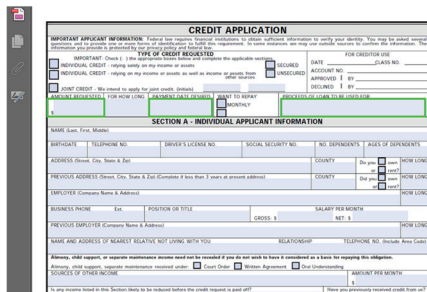 CREDIT APPLICATION
IMPORTANT APPLICANT INFORMATION: Federal law requires financial institutions to obtain sufficient information to verify your identity. You may be asked several
questions and to provide one or more forms of identification to fulfill this requirement. In some instances we may use outside sources to confirm the information. The
information you provide is protected by our privacy policy and federal law.
TYPE OF CREDIT REQUESTED
FOR CREDITOR USE
IMPORTANT: Check ( ) the appropriate boxes below and complete the applicable sections
INDIVIDUAL CREDIT - relying solely on my income or assets
SECURED
DATE CLASS NO.
INDIVIDUAL CREDIT - relying on my income or assets as well as income or assets from other sources
UNSECURED
ACCOUNT NO.
APPROVED BY
JOINT CREDIT - We intend to apply for joint credit. (initials)
DECLINED BY
AMOUNT REQUESTED FOR HOW LONG PAYMENT DATE DESIRED WANT TO REPAY PROCEEDS OF LOAN TO BE USED FOR
MONTHLY
$
SECTION A - INDIVIDUAL APPLICANT INFORMATION
NAME (Last, First, Middle)
BIRTHDATE TELEPHONE NO. DRIVER'S LICENSE NO. SOCIAL SECURITY NO. NO. DEPENDENTS AGES OF DEPENDENTS
ADDRESS (Street, City, State & Zip) COUNTY Do you own HOW LONG
or rent?
PREVIOUS ADDRESS (Street, City, State & Zip) (Complete if less than 3 years at present address) COUNTY Did you own HOW LONG
or rent?
EMPLOYER (Company Name & Address) HOW LONG
BUSINESS PHONE Ext. POSITION OR TITLE SALARY PER MONTH
GROSS: $ NET: $
PREVIOUS EMPLOYER (Company Name & Address) HOW LONG
NAME AND ADDRESS OF NEAREST RELATIVE NOT LIVING WITH YOU RELATIONSHIP TELEPHONE NO. (Include Area Code)
Alimony, child support, or separate maintenance income need not be revealed if you do not wish to have it considered as a basis for repaying this obligation.
Alimony, child support, separate maintenance received under: Court Order Written Agreement Oral Understanding
SOURCES OF OTHER INCOME AMOUNT PER MONTH
$
Is any income listed in this Section likely to be reduced before the credit request is paid off? Have you previously received credit from us?